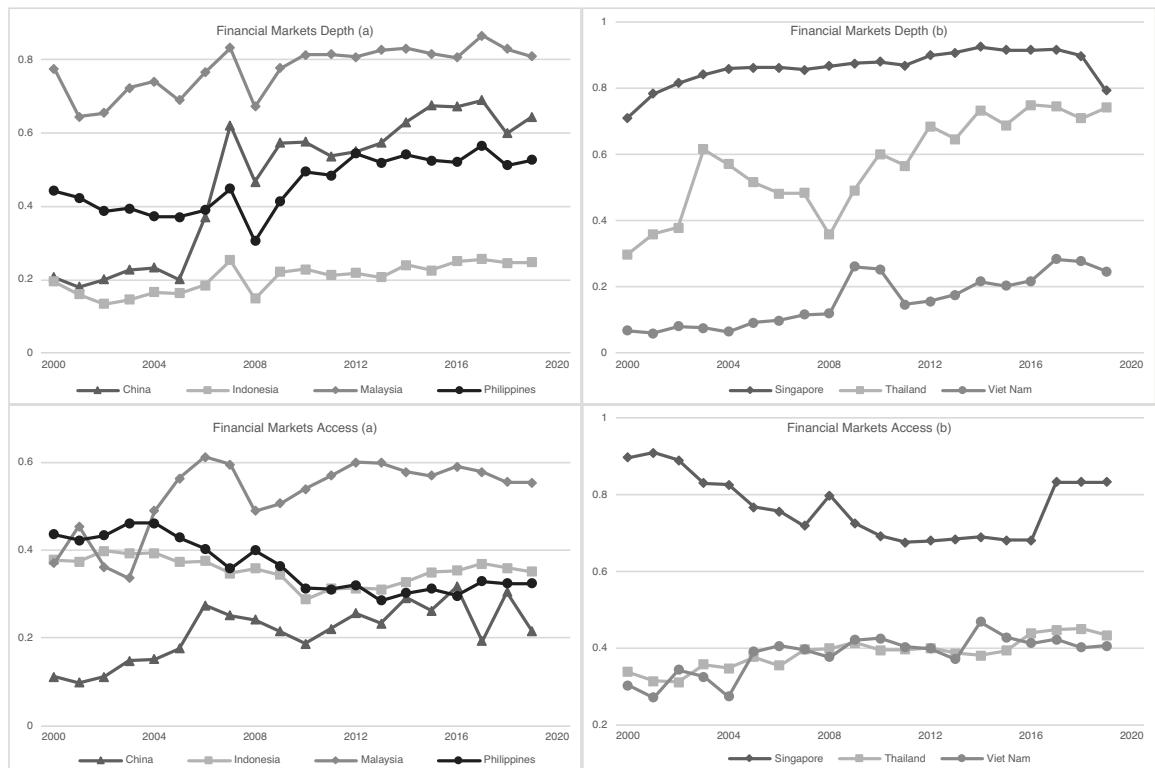 Financial Markets Depth (a)
0.8
0.6
0.4
0.2
0
2000 2004 2008 2012 2016 2020
China Indonesia Malaysia Philippines
Financial Markets Depth (b)
1
0.8
0.6
0.4
0.2
0
2000 2004 2008 2012 2016 2020
Singapore Thailand Viet Nam
Financial Markets Access (a)
0.6
0.4
0.2
0
2000 2004 2008 2012 2016 2020
China Indonesia Malaysia Philippines
Financial Markets Access (b)
1
0.8
0.6
0.4
0.2
2000 2004 2008 2012 2016 2020
Singapore Thailand Viet Nam